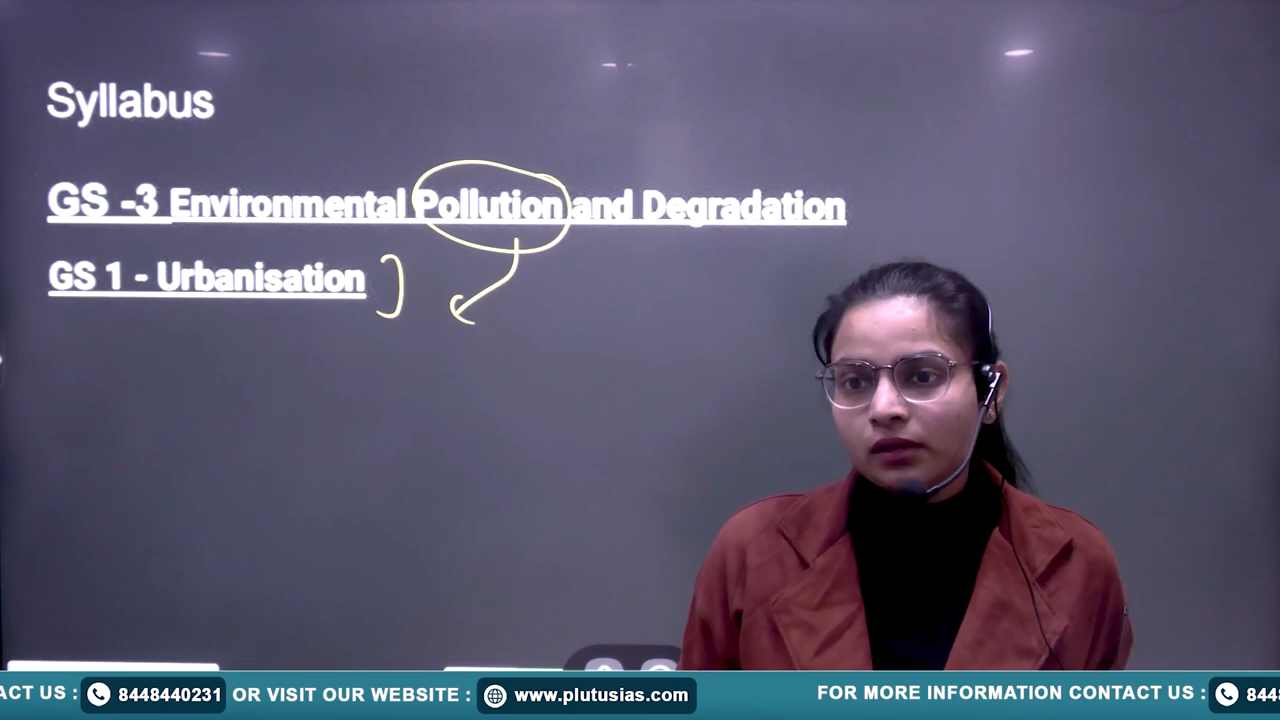 Syllabus
GS -3 Environmental Pollution and Degradation
GS 1 - Urbanisation
ACT US : 8448440231 OR VISIT OUR WEBSITE : www.plutusias.com FOR MORE INFORMATION CONTACT US : 844